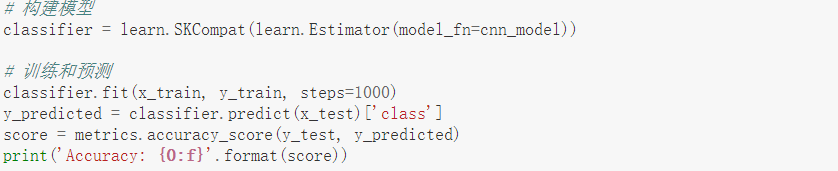 # 构建模型
classifier = learn.SKCompat(learn.Estimator(model_fn=cnn_model))
# 训练和预测
classifier.fit(x_train, y_train, steps=1000)
y_predicted = classifier.predict(x_test)['class']
score = metrics.accuracy_score(y_test, y_predicted)
print('Accuracy: {0:f}'.format(score))